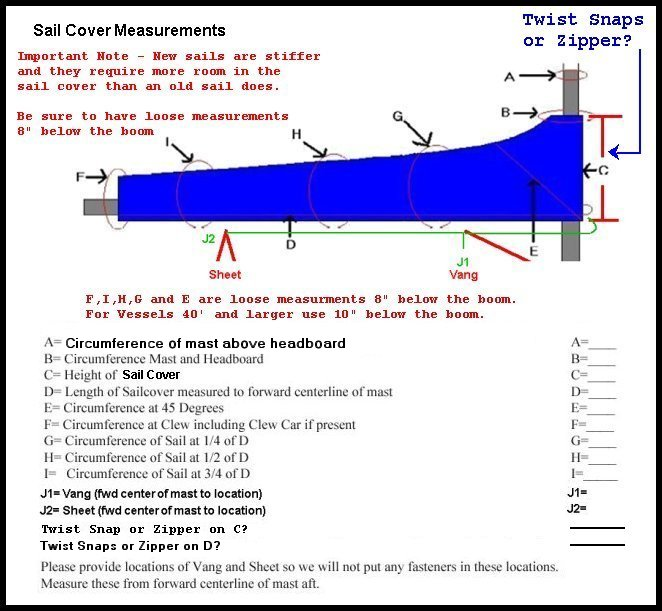 Sail Cover Measurements
Twist Snaps
or Zipper?
Important Note - New sails are stiffer
and they require more room in the
sail cover than an old sail does.
Be sure to have loose measurements
8" below the boom
A
B
G
H
I
F
C
J2
D
J1
E
Sheet
Vang
F,I,H,G and E are loose measurments 8" below the boom.
For Vessels 40' and larger use 10" below the boom.
A= Circumference of mast above headboard A=____
B= Circumference Mast and Headboard B=____
C= Height of Sail Cover C=____
D= Length of Sailcover measured to forward centerline of mast D=____
E= Circumference at 45 Degrees E=____
F= Circumference at Clew including Clew Car if present F=____
G= Circumference of Sail at 1/4 of D G=____
H= Circumference of Sail at 1/2 of D H=____
I= Circumference of Sail at 3/4 of D I=____
J1= Vang (fwd center of mast to location) J1=
J2= Sheet (fwd center of mast to location) J2=
Twist Snap or Zipper on C? ______
Twist Snaps or Zipper on D? ______
Please provide locations of Vang and Sheet so we will not put any fasteners in these locations.
Measure these from forward centerline of mast aft.